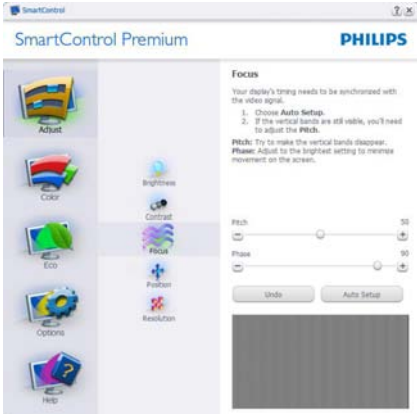 SmartControl
SmartControl Premium
PHILIPS
Adjust
Color
Eco
Options
Help
Brightness
Contrast
Focus
Position
Resolution
Focus
Your display's timing needs to be synchronized with
the video signal.
1. Choose Auto Setup.
2. If the vertical bands are still visible, you'll need
to adjust the Pitch.
Pitch: Try to make the vertical bands disappear.
Phase: Adjust to the brightest setting to minimize
movement on the screen.
Pitch 50
Phase 90
Undo Auto Setup